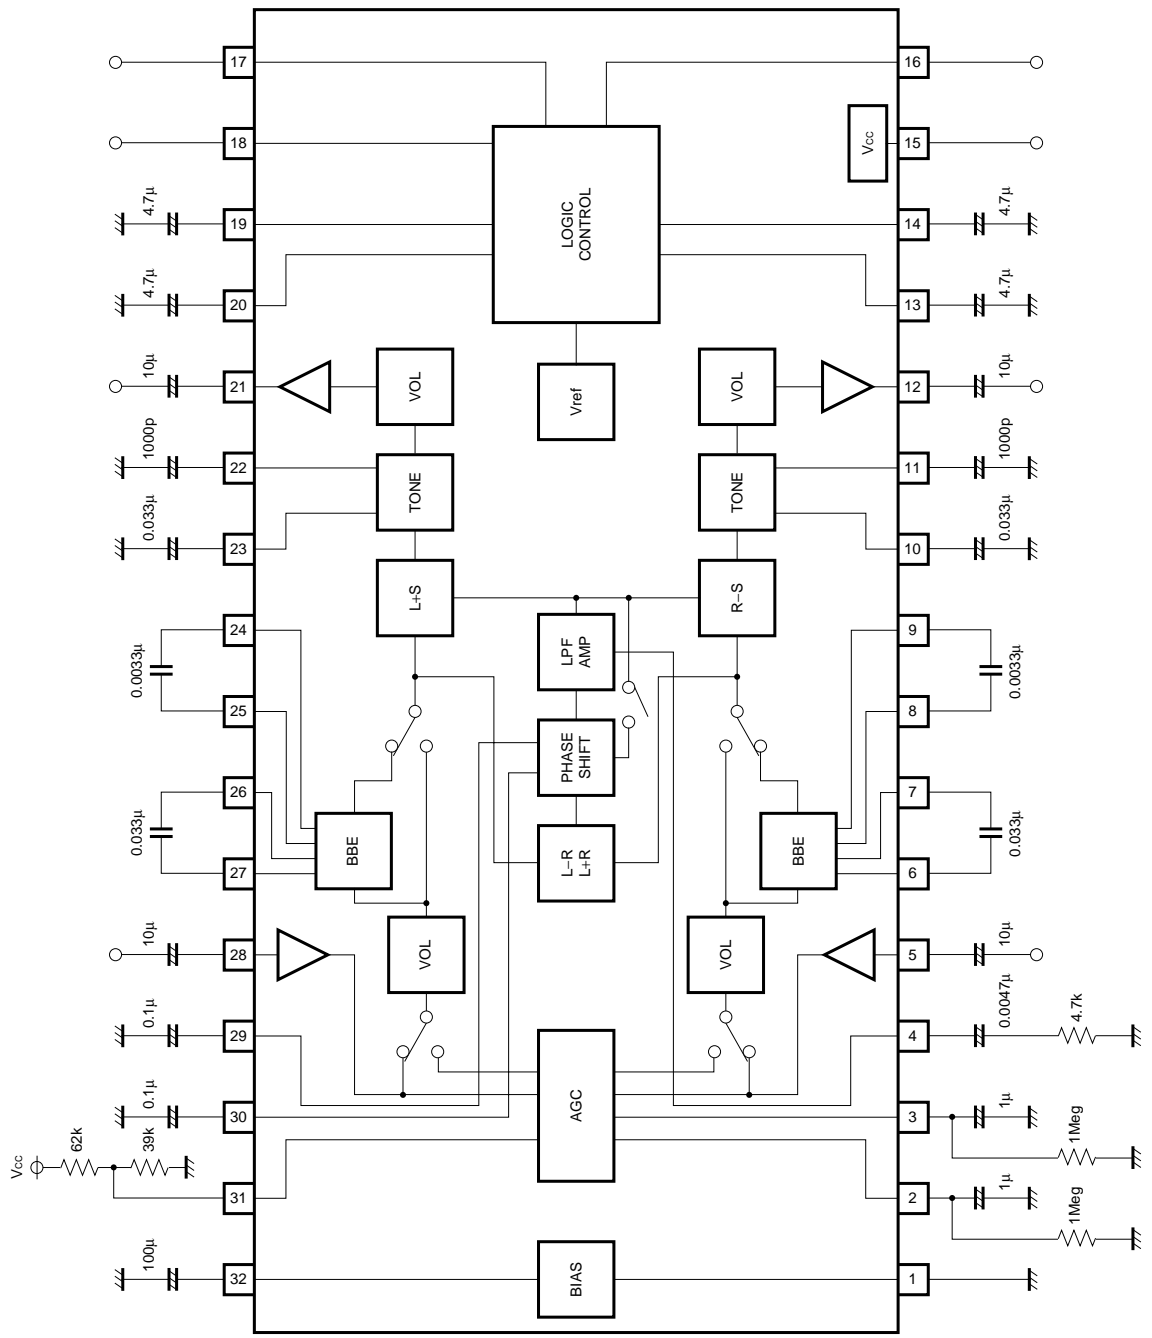 17
16
18
15
Vcc
4.7μ
19
LOGIC
CONTROL
14
4.7μ
4.7μ
20
13
4.7μ
10μ
21
VOL
Vref
VOL
12
10μ
1000p
22
TONE
TONE
11
1000p
0.033μ
23
10
0.033μ
L+S
R−S
24
LPF
AMP
9
0.0033μ
0.0033μ
25
PHASE
SHIFT
8
26
7
0.033μ
BBE
L−R
L+R
BBE
0.033μ
27
6
10μ
28
VOL
VOL
5
10μ
0.1μ
29
4
0.0047μ
4.7k
0.1μ
30
AGC
3
1μ
1Meg
Vcc
62k
39k
31
2
1μ
1Meg
100μ
32
BIAS
1